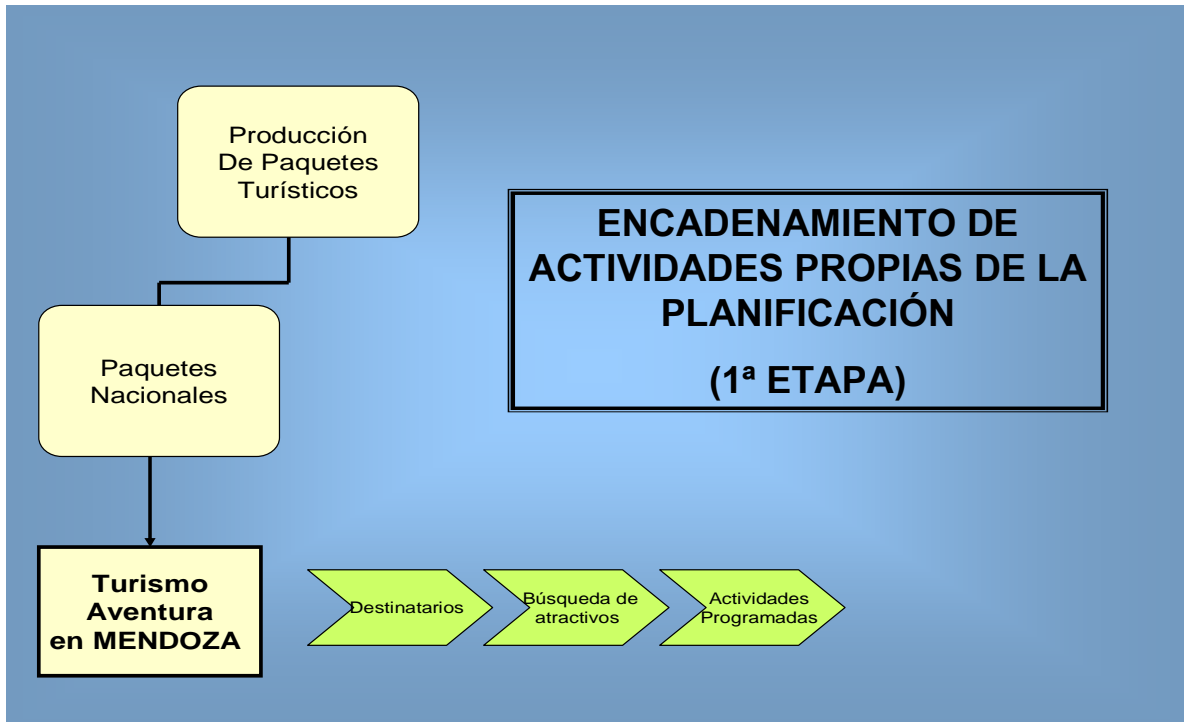 Producción
De Paquetes
Turísticos
ENCADENAMIENTO DE
ACTIVIDADES PROPIAS DE LA
PLANIFICACIÓN
(1ª ETAPA)
Paquetes
Nacionales
Turismo
Aventura
en MENDOZA
Destinatarios
Búsqueda de
atractivos
Actividades
Programadas